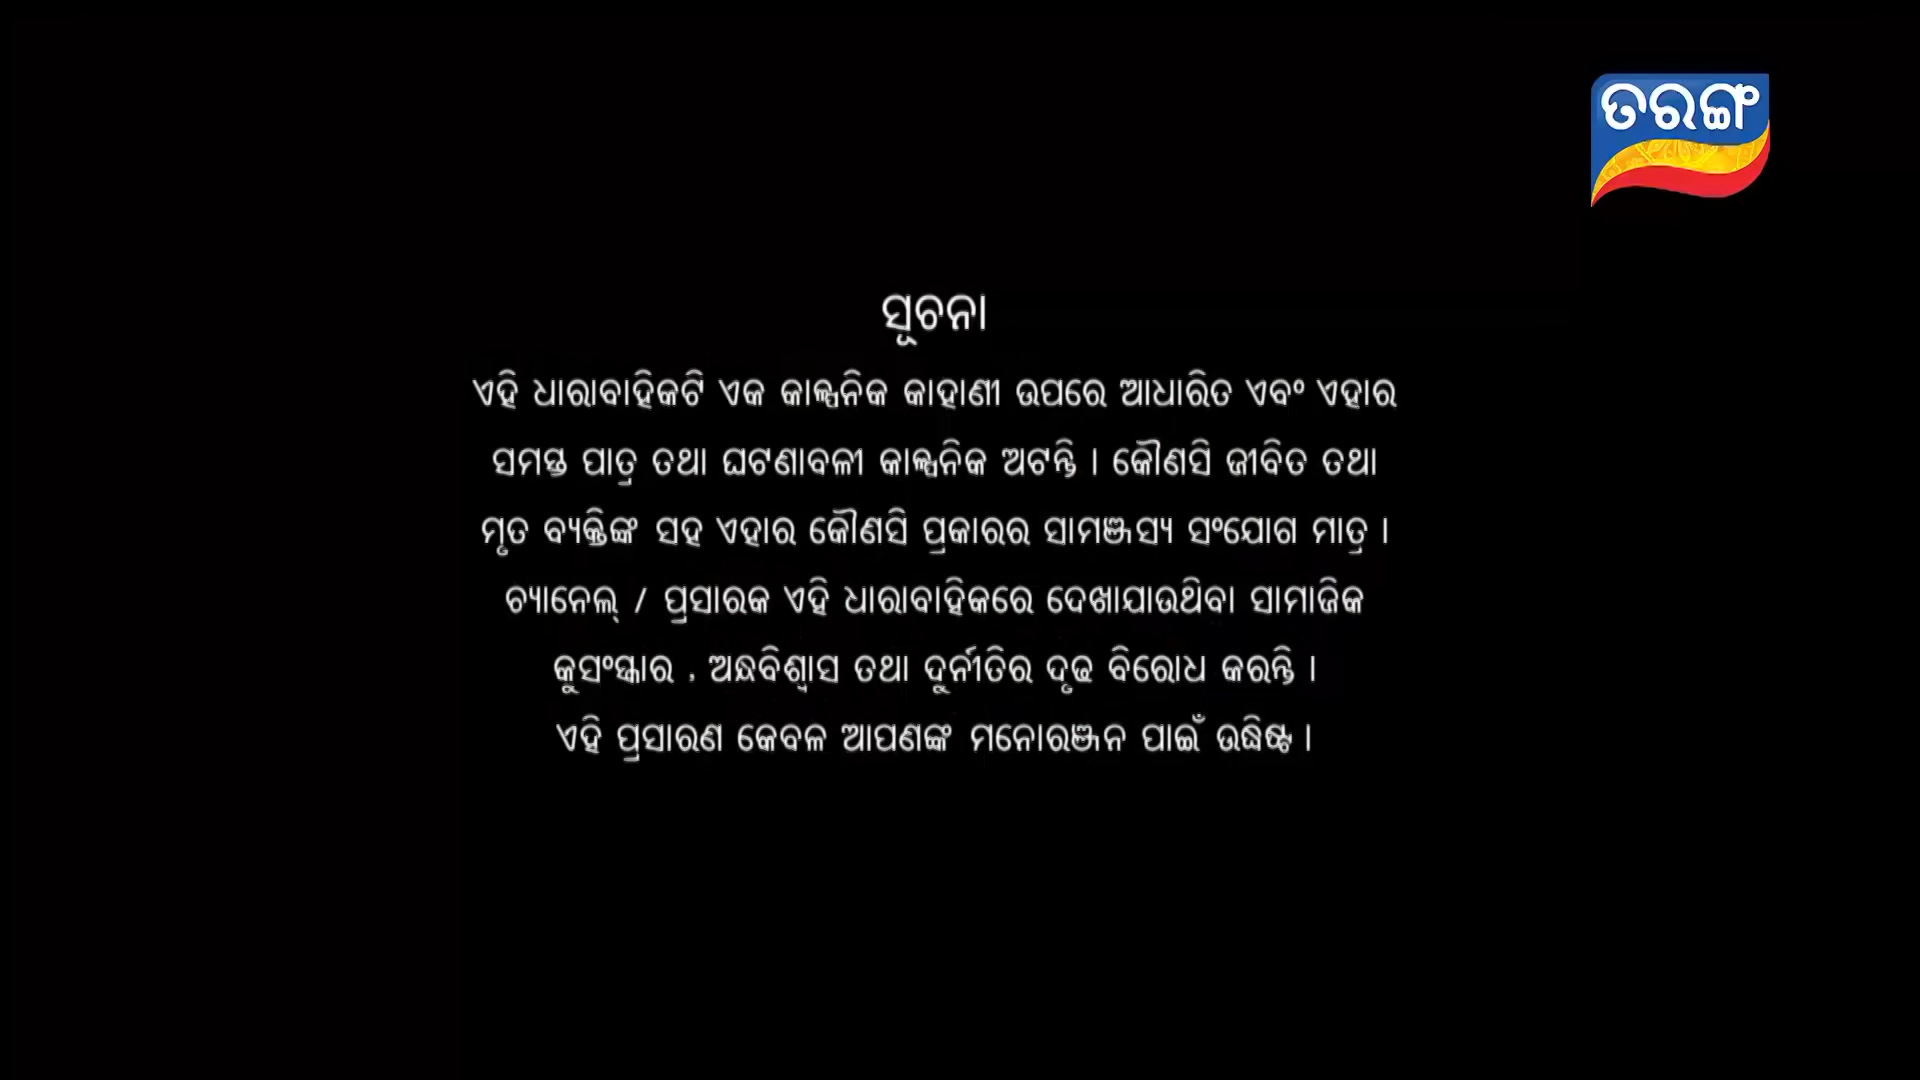 ତରଙ୍ଗ
ସୂଚନା
ଏହି ଧାରାବାହିକଟି ଏକ କାଳ୍ପନିକ କାହାଣୀ ଉପରେ ଆଧାରିତ ଏବଂ ଏହାର
ସମସ୍ତ ପାତ୍ର ତଥା ଘଟଣାବଳୀ କାଳ୍ପନିକ ଅଟନ୍ତି । କୌଣସି ଜୀବିତ ତଥା
ମୃତ ବ୍ୟକ୍ତିଙ୍କ ସହ ଏହାର କୌଣସି ପ୍ରକାରର ସାମଞ୍ଜସ୍ୟ ସଂଯୋଗ ମାତ୍ର ।
ଚ୍ୟାନେଲ୍ / ପ୍ରସାରକ ଏହି ଧାରାବାହିକରେ ଦେଖାଯାଉଥିବା ସାମାଜିକ
କୁସଂସ୍କାର , ଅନ୍ଧବିଶ୍ୱାସ ତଥା ଦୁର୍ନୀତିର ଦୃଢ ବିରୋଧ କରନ୍ତି ।
ଏହି ପ୍ରସାରଣ କେବଳ ଆପଣଙ୍କ ମନୋରଞ୍ଜନ ପାଇଁ ଉଦ୍ଧିଷ୍ଟ ।